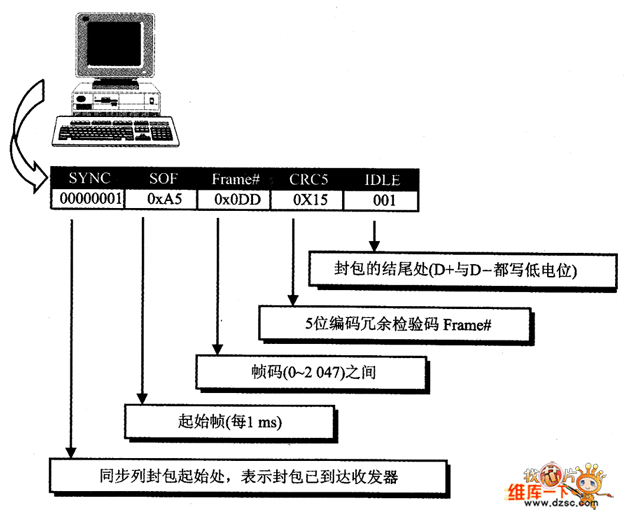 SYNC SOF Frame# CRC5 IDLE
00000001 0xA5 0x0DD 0X15 001
封包的结尾处(D+与D-都写低电位)
5位编码冗余检验码 Frame#
帧码(0~2 047)之间
起始帧(每1 ms)
同步列封包起始处，表示封包已到达收发器
维库一下
www.dzsc.com